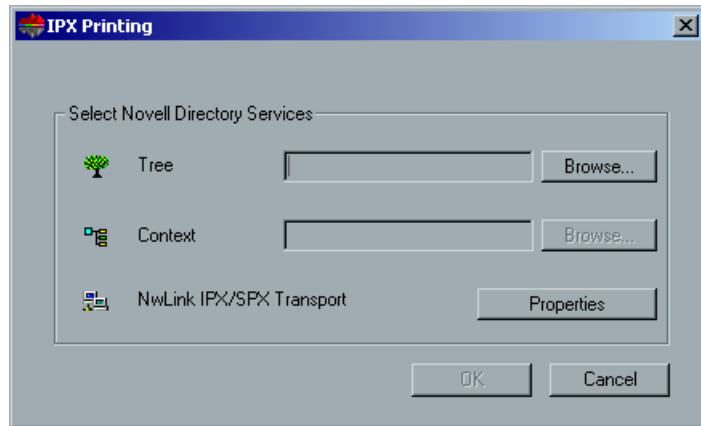 IPX Printing
Select Novell Directory Services
Tree
Browse...
Context
Browse...
NwLink IPX/SPX Transport
Properties
OK
Cancel